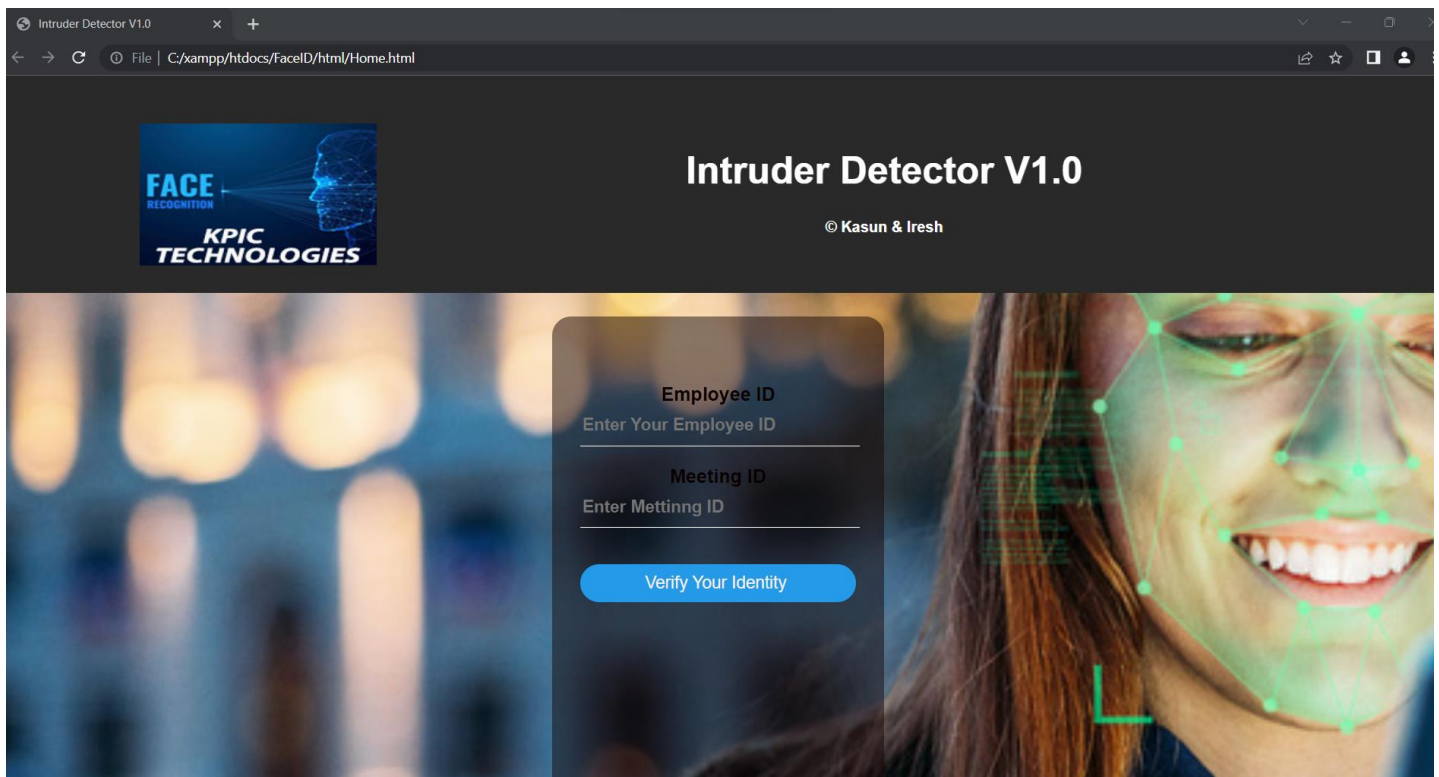 Intruder Detector V1.0
File | C:/xampp/htdocs/FaceID/html/Home.html
FACE
RECOGNITION
KPIC
TECHNOLOGIES
Intruder Detector V1.0
© Kasun & Iresh
Employee ID
Enter Your Employee ID
Meeting ID
Enter Mettinng ID
Verify Your Identity